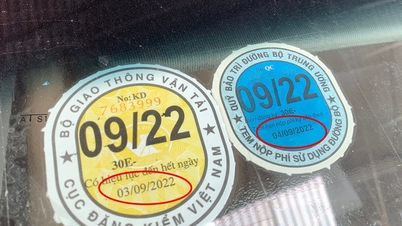 BỘ GIAO THÔNG VẬN TẢI
No: KD
7683999
09/22
30E-
Có hiệu lực đến hết ngày
03/09/2022
CỤC ĐĂNG KIỂM VIỆT NAM
QUỸ BẢO TRÌ ĐƯỜNG BỘ TRUNG ƯƠNG
QC
09/22
30E-
04/09/2022
TEM NỘP PHÍ SỬ DỤNG ĐƯỜNG BỘ